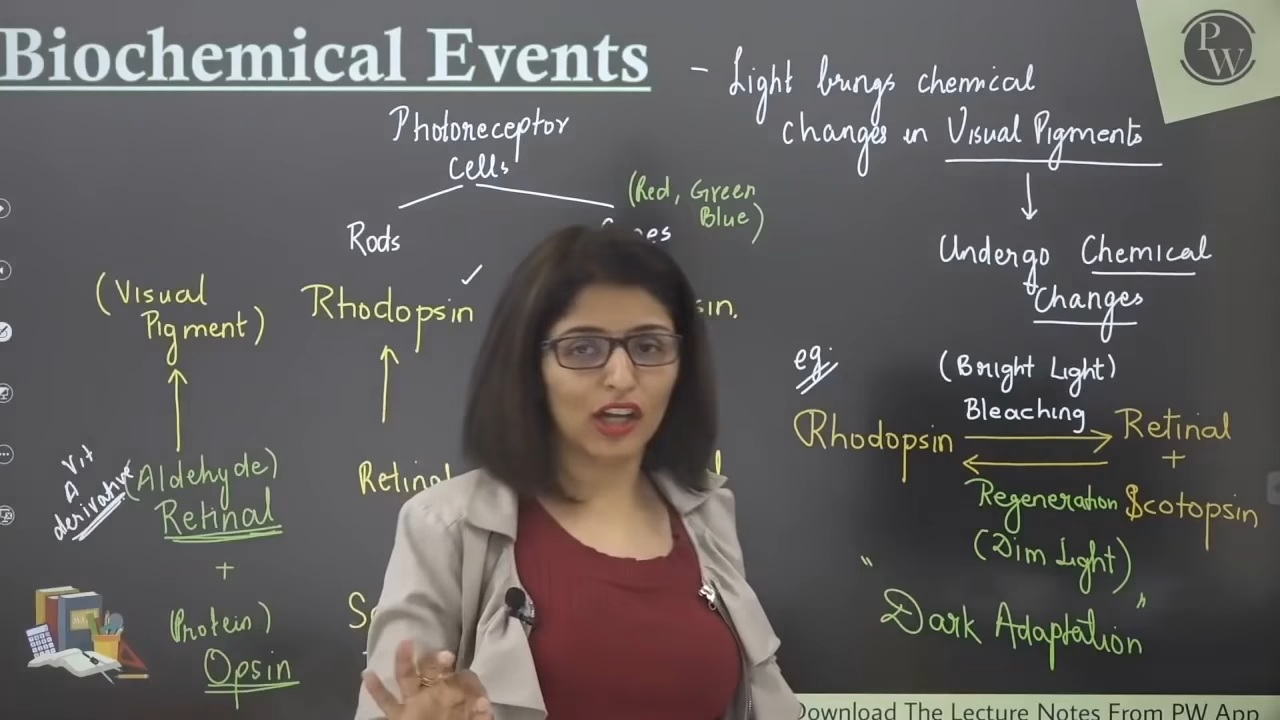 Biochemical Events
- Light brings chemical
changes in Visual Pigments
Undergo Chemical
Changes
Photoreceptor
Cells
Rods
(Red, Green
Blue)
(Visual
Pigment)
Rhodopsin
Vit
A
derivative
(Aldehyde)
Retinal
+
(Protein)
Opsin
Retinal
eg.
(Bright Light)
Bleaching
Rhodopsin
Retinal
+
Scotopsin
Regeneration
(Dim Light)
"Dark Adaptation"
PW
Download The Lecture Notes From PW App